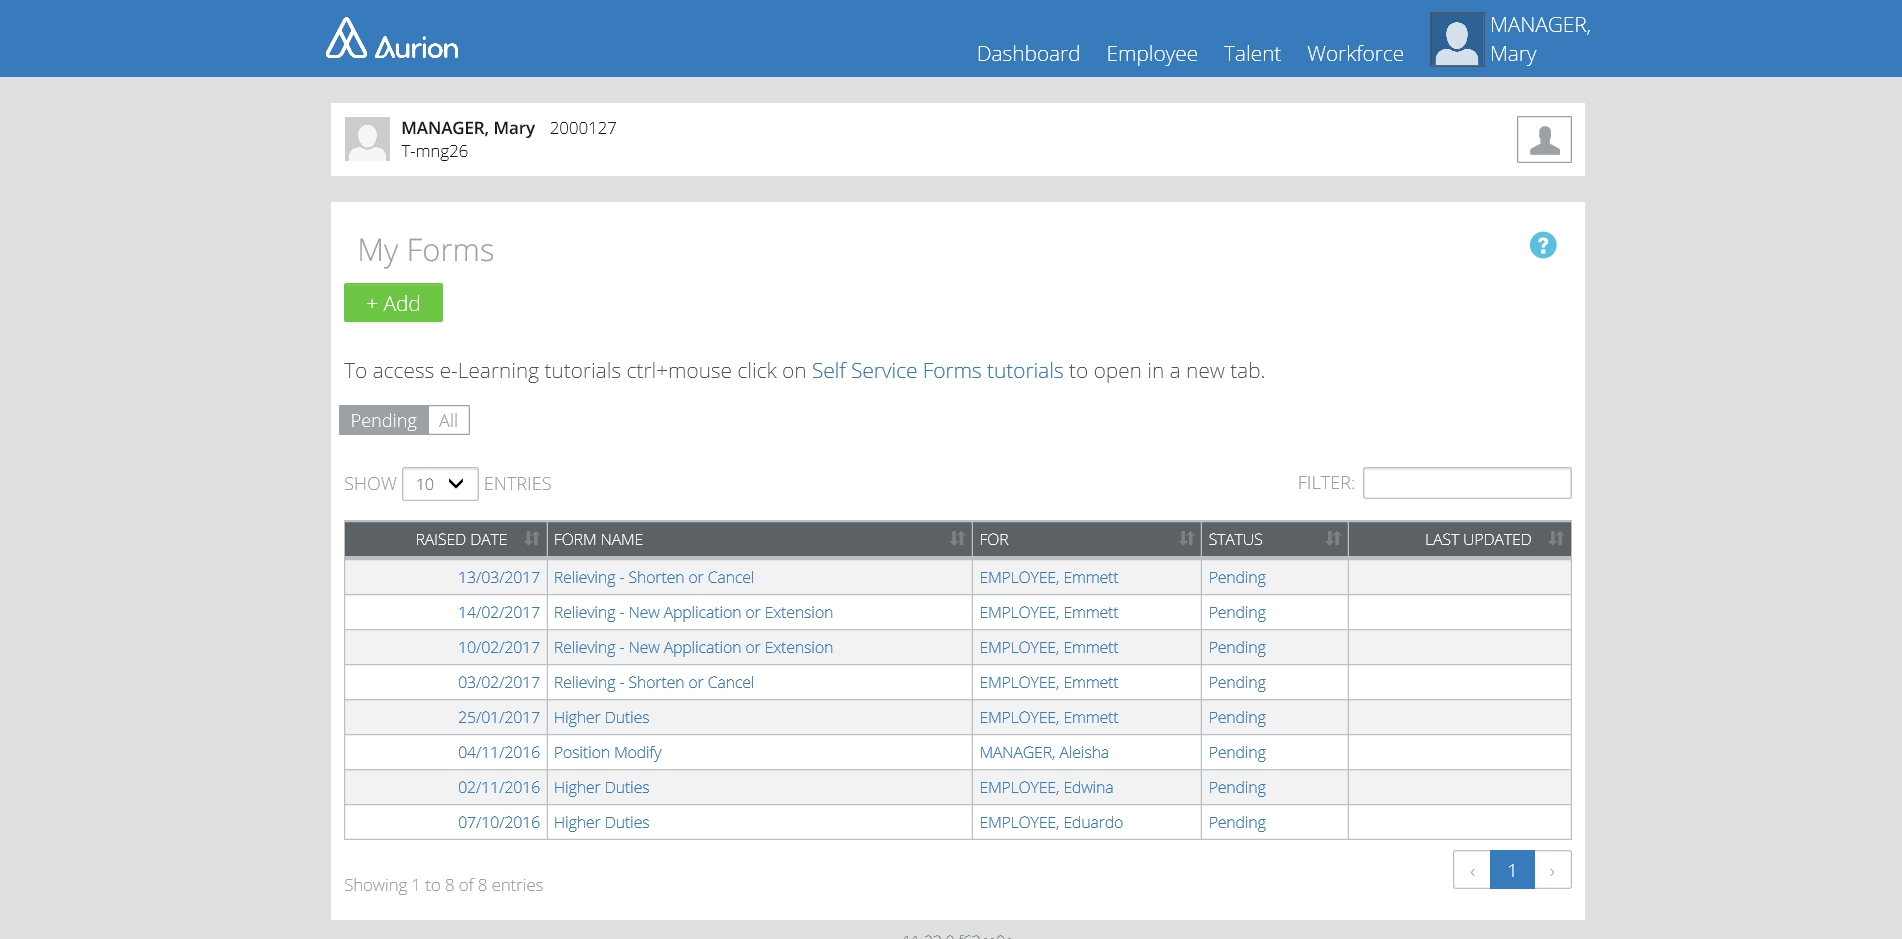 Aurion
Dashboard Employee Talent Workforce
MANAGER,
Mary
MANAGER, Mary 2000127
T-mng26
My Forms
?
+ Add
To access e-Learning tutorials ctrl+mouse click on Self Service Forms tutorials to open in a new tab.
Pending All
SHOW 10 ENTRIES FILTER:
RAISED DATE FORM NAME FOR STATUS LAST UPDATED
13/03/2017 Relieving - Shorten or Cancel EMPLOYEE, Emmett Pending
14/02/2017 Relieving - New Application or Extension EMPLOYEE, Emmett Pending
10/02/2017 Relieving - New Application or Extension EMPLOYEE, Emmett Pending
03/02/2017 Relieving - Shorten or Cancel EMPLOYEE, Emmett Pending
25/01/2017 Higher Duties EMPLOYEE, Emmett Pending
04/11/2016 Position Modify MANAGER, Aleisha Pending
02/11/2016 Higher Duties EMPLOYEE, Edwina Pending
07/10/2016 Higher Duties EMPLOYEE, Eduardo Pending
‹ 1 ›
Showing 1 to 8 of 8 entries